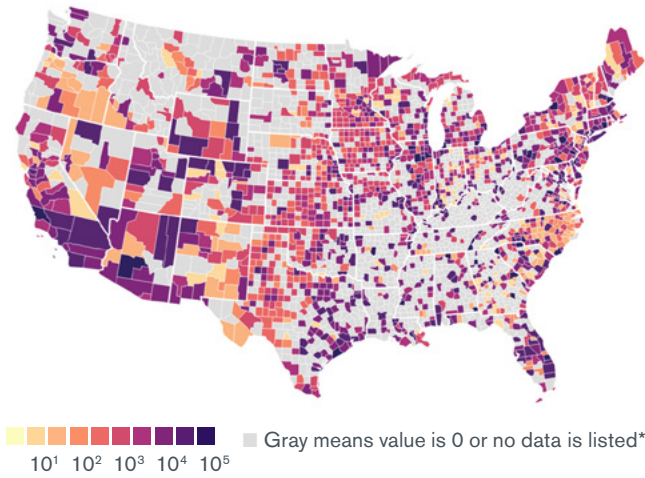 Gray means value is 0 or no data is listed*
10¹ 10² 10³ 10⁴ 10⁵